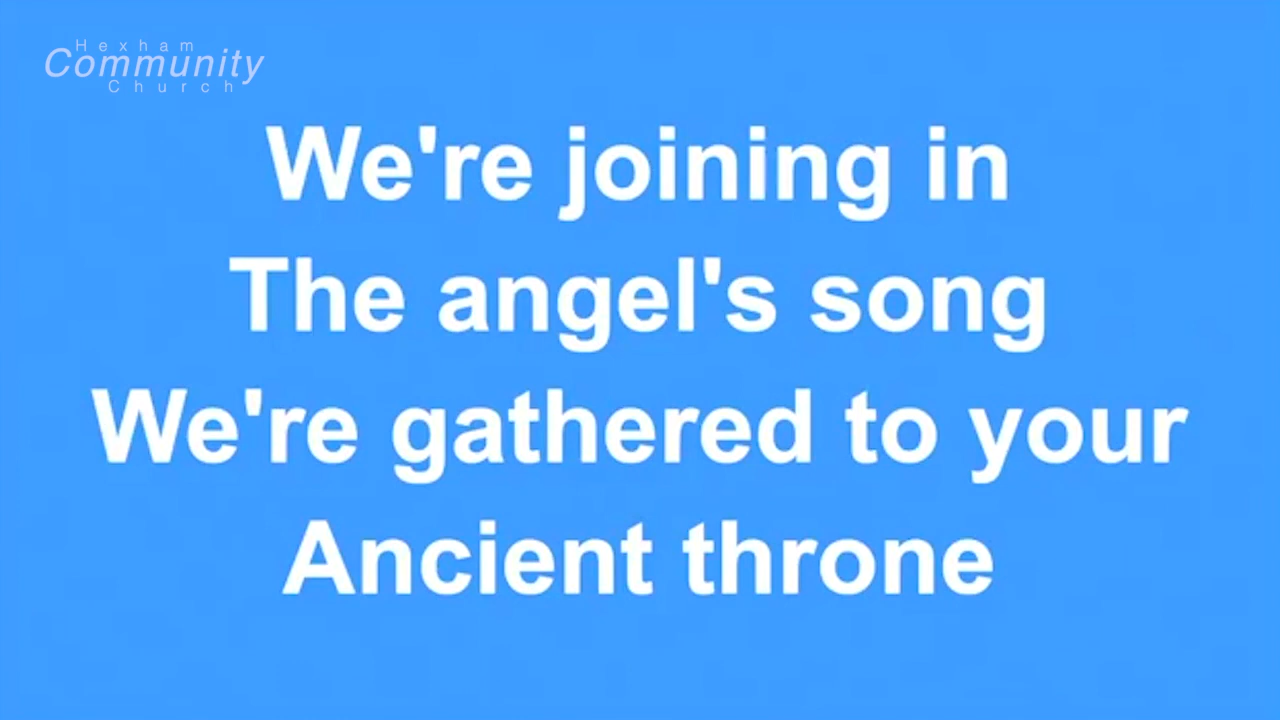 Hexham
Community
Church
We're joining in
The angel's song
We're gathered to your
Ancient throne